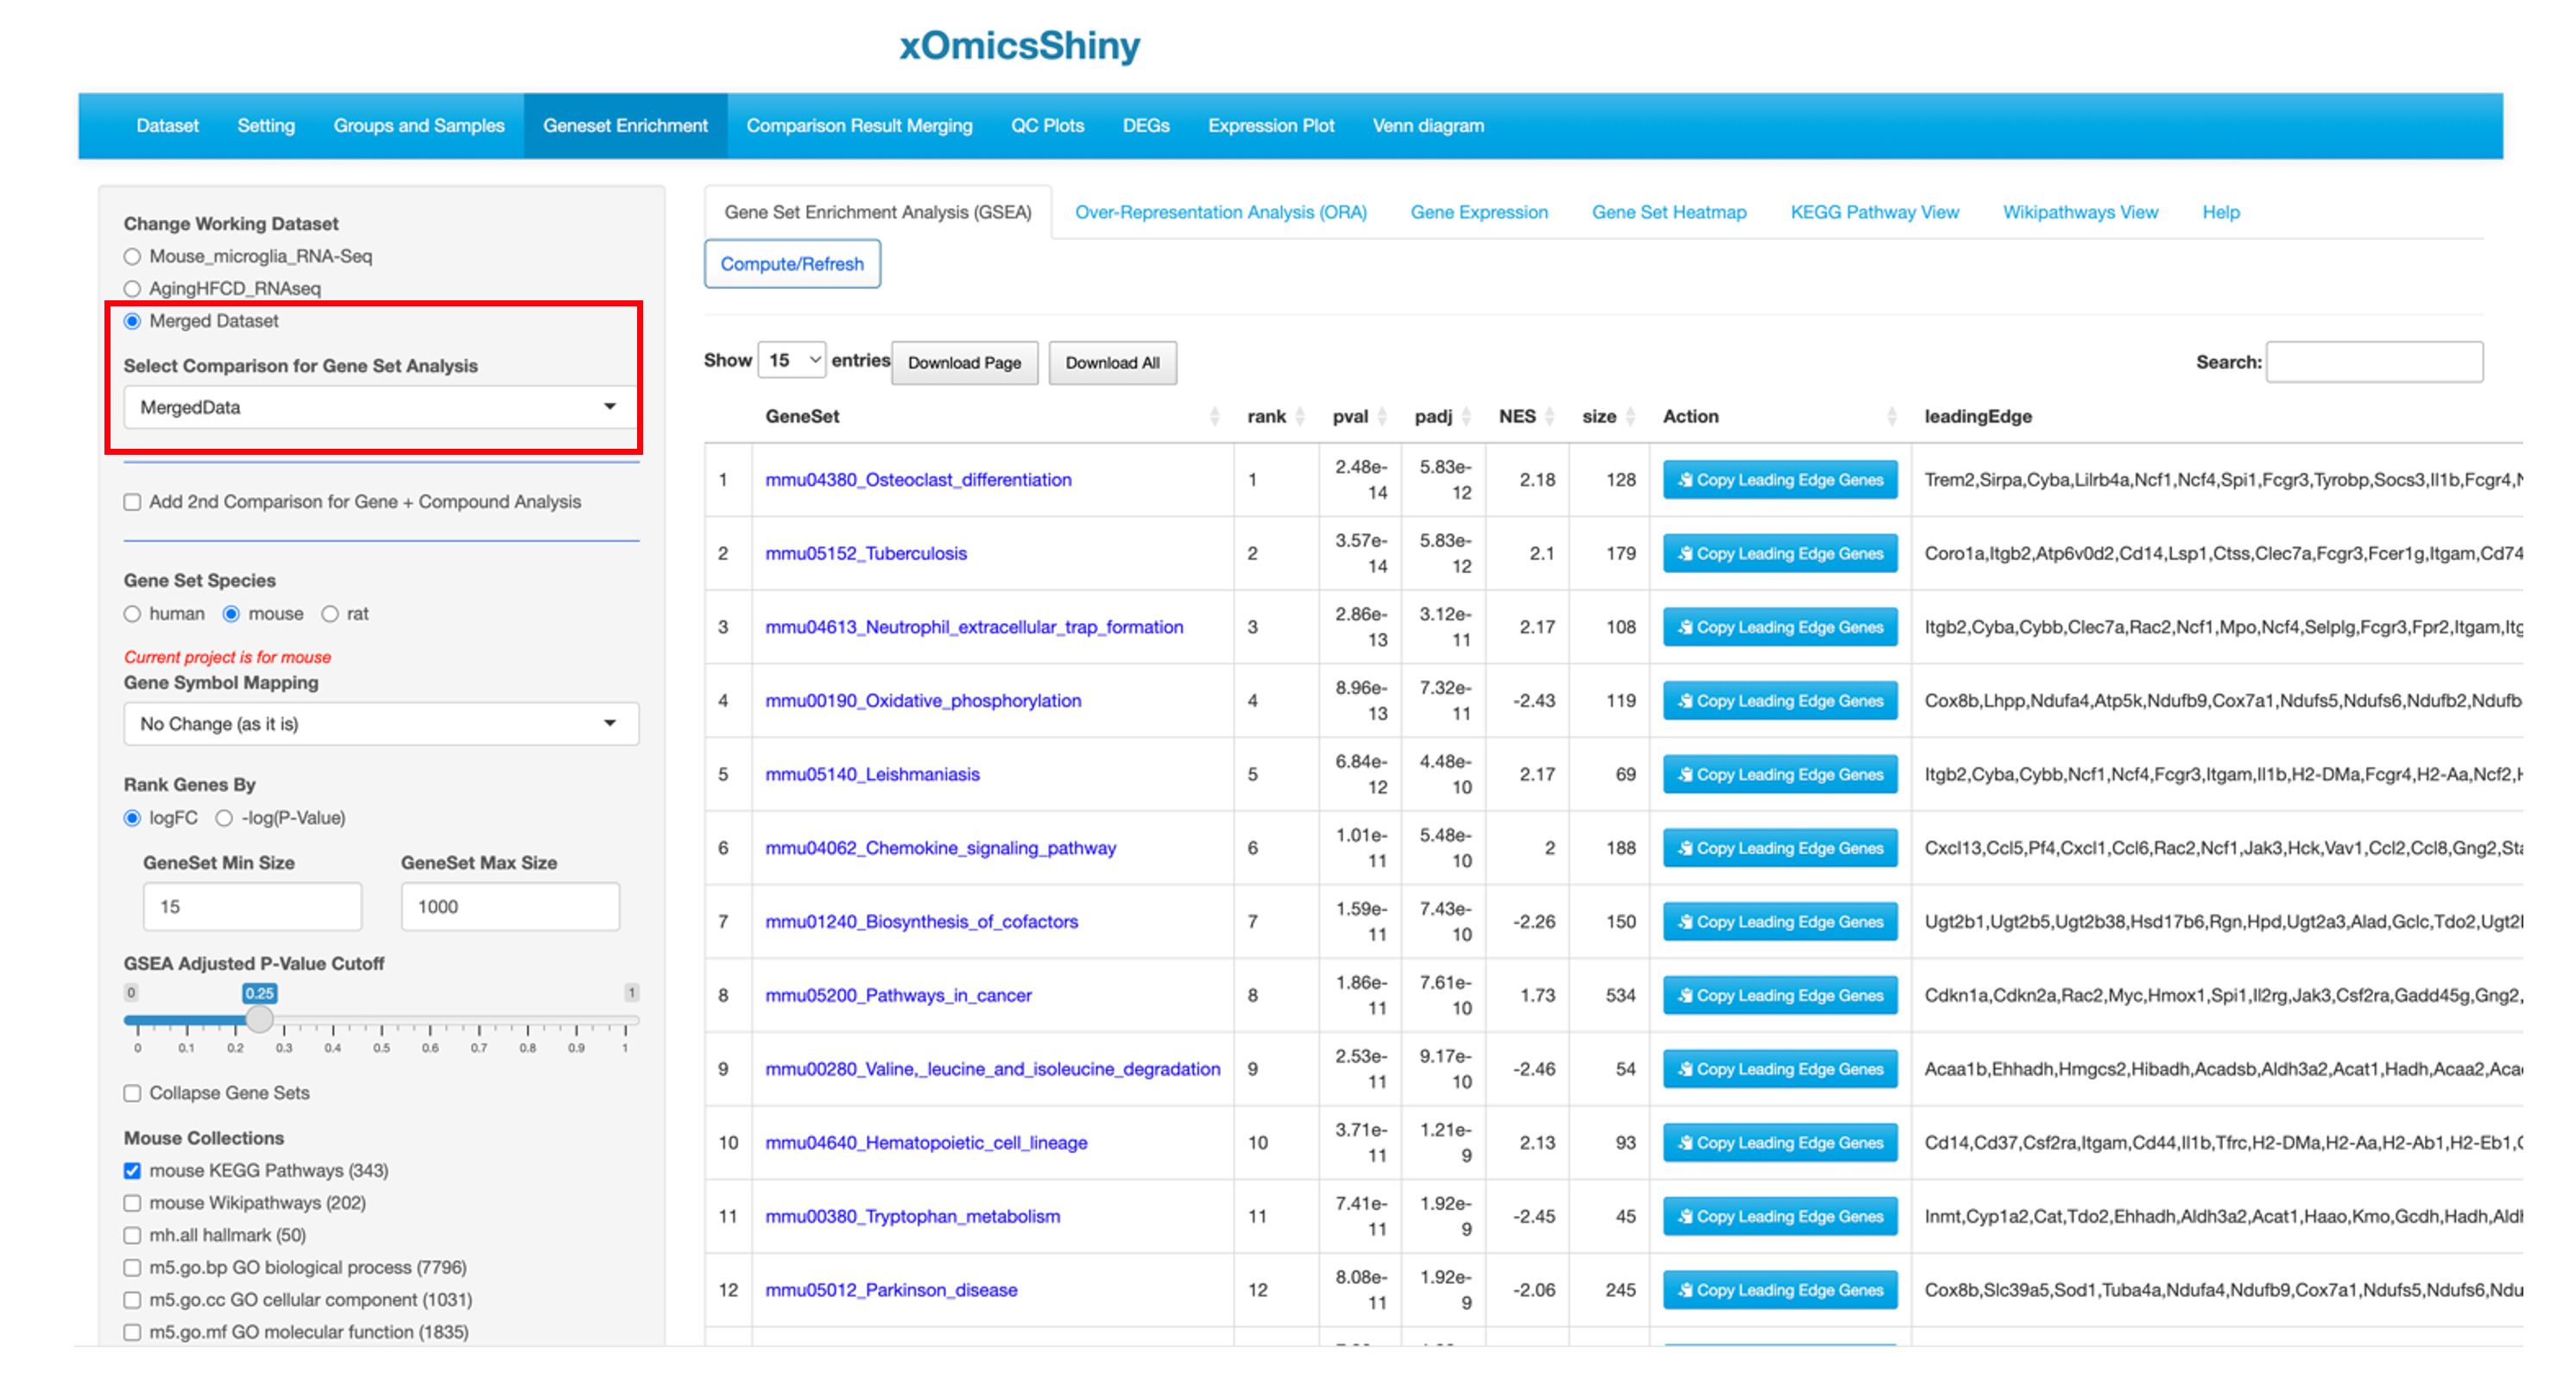 xOmicsShiny
Dataset Setting Groups and Samples Geneset Enrichment Comparison Result Merging QC Plots DEGs Expression Plot Venn diagram
Change Working Dataset
Mouse_microglia_RNA-Seq
AgingHFCD_RNAseq
Merged Dataset
Select Comparison for Gene Set Analysis
MergedData
Add 2nd Comparison for Gene + Compound Analysis
Gene Set Species
human mouse rat
Current project is for mouse
Gene Symbol Mapping
No Change (as it is)
Rank Genes By
logFC -log(P-Value)
GeneSet Min Size GeneSet Max Size
15 1000
GSEA Adjusted P-Value Cutoff
0 0.25 1
0 0.1 0.2 0.3 0.4 0.5 0.6 0.7 0.8 0.9 1
Collapse Gene Sets
Mouse Collections
mouse KEGG Pathways (343)
mouse Wikipathways (202)
mh.all hallmark (50)
m5.go.bp GO biological process (7796)
m5.go.cc GO cellular component (1031)
m5.go.mf GO molecular function (1835)
Gene Set Enrichment Analysis (GSEA) Over-Representation Analysis (ORA) Gene Expression Gene Set Heatmap KEGG Pathway View Wikipathways View Help
Compute/Refresh
Show 15 entries Download Page Download All Search:
GeneSet rank pval padj NES size Action leadingEdge
1 mmu04380_Osteoclast_differentiation 1 2.48e-14 5.83e-12 2.18 128 Copy Leading Edge Genes Trem2,Sirpa,Cyba,Lilrb4a,Ncf1,Ncf4,Spi1,Fcgr3,Tyrobp,Socs3,Il1b,Fcgr4,
2 mmu05152_Tuberculosis 2 3.57e-14 5.83e-12 2.1 179 Copy Leading Edge Genes Coro1a,Itgb2,Atp6v0d2,Cd14,Lsp1,Ctss,Clec7a,Fcgr3,Fcer1g,Itgam,Cd74
3 mmu04613_Neutrophil_extracellular_trap_formation 3 2.86e-13 3.12e-11 2.17 108 Copy Leading Edge Genes Itgb2,Cyba,Cybb,Clec7a,Rac2,Ncf1,Mpo,Ncf4,Selplg,Fcgr3,Fpr2,Itgam,
4 mmu00190_Oxidative_phosphorylation 4 8.96e-13 7.32e-11 -2.43 119 Copy Leading Edge Genes Cox8b,Lhpp,Ndufa4,Atp5k,Ndufb9,Cox7a1,Ndufs5,Ndufs6,Ndufb2,Ndufb
5 mmu05140_Leishmaniasis 5 6.84e-12 4.48e-10 2.17 69 Copy Leading Edge Genes Itgb2,Cyba,Cybb,Ncf1,Ncf4,Fcgr3,Itgam,Il1b,H2-DMa,Fcgr4,H2-Aa,Ncf2,
6 mmu04062_Chemokine_signaling_pathway 6 1.01e-11 5.48e-10 2 188 Copy Leading Edge Genes Cxcl13,Ccl5,Pf4,Cxcl1,Ccl6,Rac2,Ncf1,Jak3,Hck,Vav1,Ccl2,Ccl8,Gng2,
7 mmu01240_Biosynthesis_of_cofactors 7 1.59e-11 7.43e-10 -2.26 150 Copy Leading Edge Genes Ugt2b1,Ugt2b5,Ugt2b38,Hsd17b6,Rgn,Hpd,Ugt2a3,Alad,Gclc,Tdo2,
8 mmu05200_Pathways_in_cancer 8 1.86e-11 7.61e-10 1.73 534 Copy Leading Edge Genes Cdkn1a,Cdkn2a,Rac2,Myc,Hmox1,Spi1,Il2rg,Jak3,Csf2ra,Gadd45g,Gng2,
9 mmu00280_Valine,_leucine_and_isoleucine_degradation 9 2.53e-11 9.17e-10 -2.46 54 Copy Leading Edge Genes Acaa1b,Ehhadh,Hmgcs2,Hibadh,Acadsb,Aldh3a2,Acat1,Hadh,Acaa2,
10 mmu04640_Hematopoietic_cell_lineage 10 3.71e-11 1.21e-9 2.13 93 Copy Leading Edge Genes Cd14,Cd37,Csf2ra,Itgam,Cd44,Il1b,Tfrc,H2-DMa,H2-Aa,H2-Ab1,H2-Eb1,
11 mmu00380_Tryptophan_metabolism 11 7.41e-11 1.92e-9 -2.45 45 Copy Leading Edge Genes Inmt,Cyp1a2,Cat,Tdo2,Ehhadh,Aldh3a2,Acat1,Haao,Kmo,Gcdh,Hadh,
12 mmu05012_Parkinson_disease 12 8.08e-11 1.92e-9 -2.06 245 Copy Leading Edge Genes Cox8b,Slc39a5,Sod1,Tuba4a,Ndufa4,Ndufb9,Cox7a1,Ndufs5,Ndufs6,Ndu